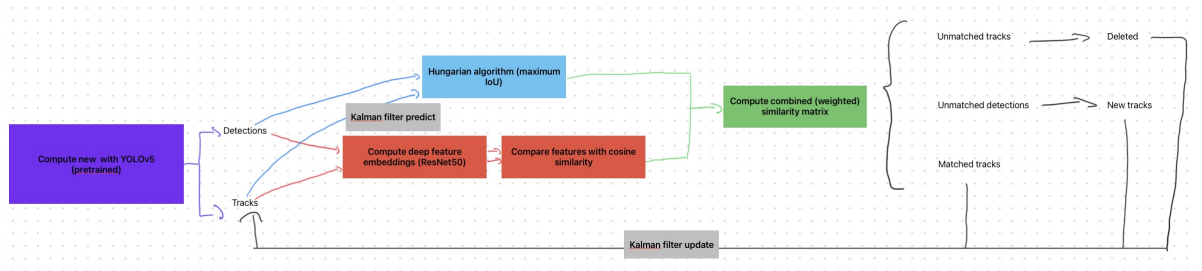 Compute new with YOLOv5
(pretrained)
Detections
Tracks
Hungarian algorithm (maximum
IoU)
Kalman filter predict
Compute deep feature
embeddings (ResNet50)
Compare features with cosine
similarity
Compute combined (weighted)
similarity matrix
Unmatched tracks
Deleted
Unmatched detections
New tracks
Matched tracks
Kalman filter update